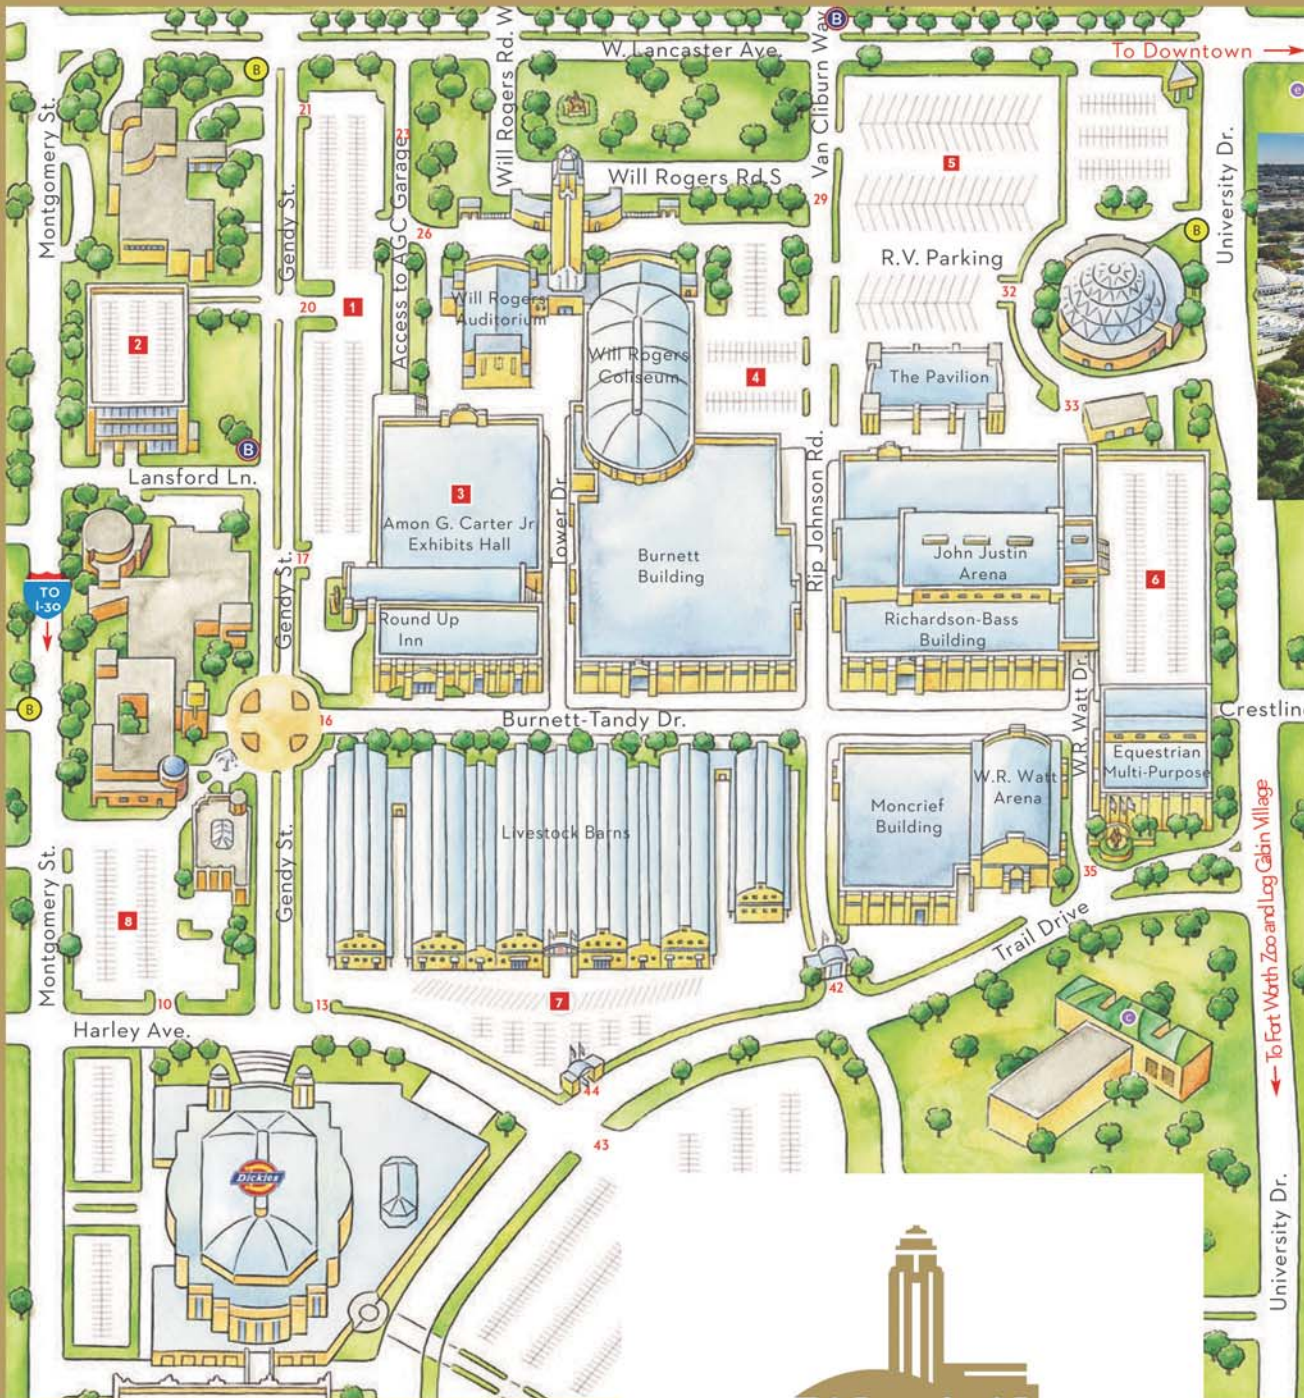 W. Lancaster Ave.
To Downtown
B
B
e
Montgomery St.
Gendy St.
21
23
Access to AGC Garage
Will Rogers Rd. W
Van Cliburn Way
University Dr.
Will Rogers Rd S
5
26
29
B
R.V. Parking
32
20
1
2
Will Rogers
Auditorium
Will Rogers
Coliseum
4
The Pavilion
33
B
Lansford Ln.
3
Amon G. Carter Jr
Exhibits Hall
Tower Dr.
Burnett
Building
Rip Johnson Rd.
John Justin
Arena
6
17
TO
I-30
Gendy St.
Round Up
Inn
Richardson-Bass
Building
W.R. Watt Dr.
B
16
Burnett-Tandy Dr.
Equestrian
Multi-Purpose
W.R. Watt
Arena
Moncrief
Building
Livestock Barns
Gendy St.
Montgomery St.
35
8
Trail Drive
To Fort Worth Zoo and Log Cabin Village
10
13
7
42
c
Harley Ave.
44
43
Dickies
University Dr.